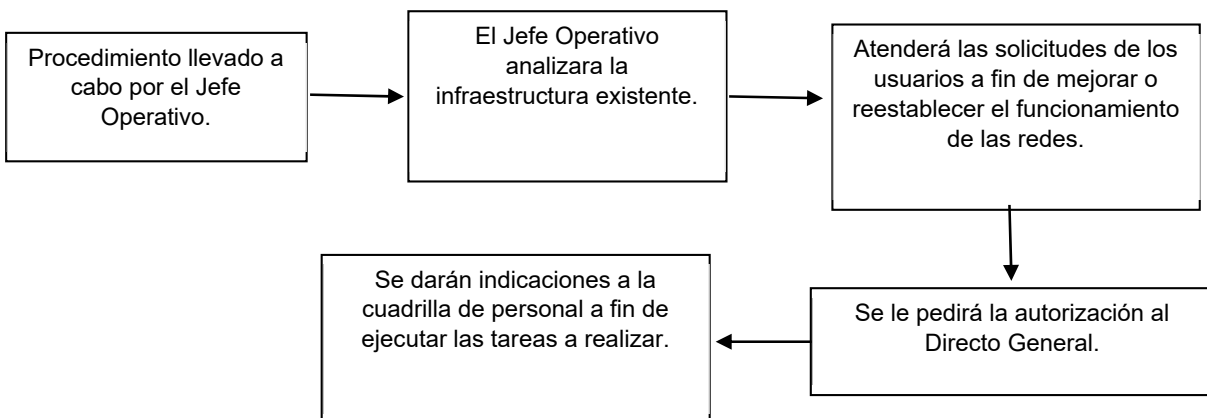 Procedimiento llevado a
cabo por el Jefe
Operativo.
El Jefe Operativo
analizara la
infraestructura existente.
Atenderá las solicitudes de los
usuarios a fin de mejorar o
reestablecer el funcionamiento
de las redes.
Se le pedirá la autorización al
Directo General.
Se darán indicaciones a la
cuadrilla de personal a fin de
ejecutar las tareas a realizar.